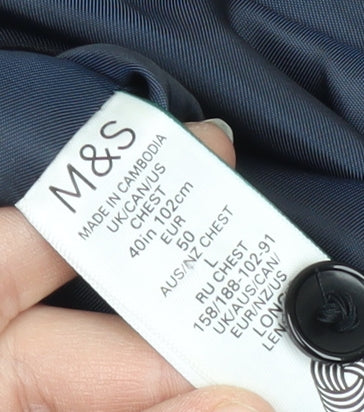 M&S
MADE IN CAMBODIA
UK/CAN/US
CHEST
40in 102cm
EUR
50
AUS/NZ CHEST
L
RU CHEST
158/188-102-91
UK/AUS/CAN/
EUR/NZ/US